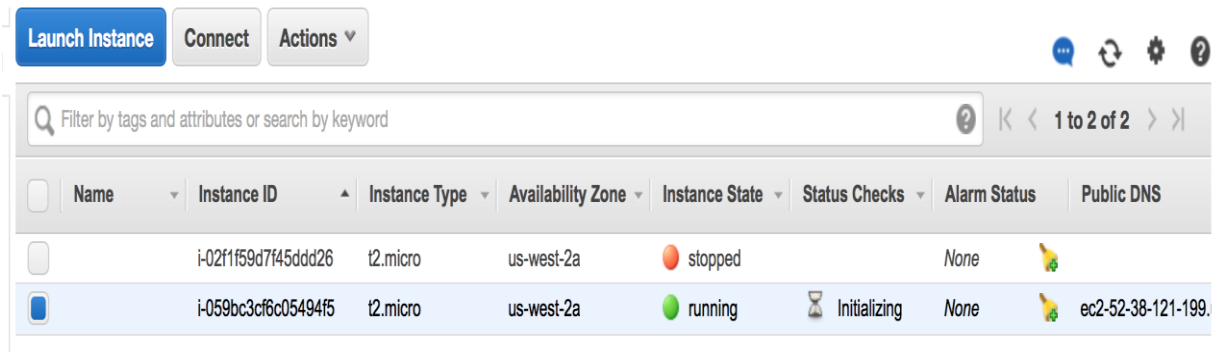 Launch Instance Connect Actions
Filter by tags and attributes or search by keyword 1 to 2 of 2
Name Instance ID Instance Type Availability Zone Instance State Status Checks Alarm Status Public DNS
i-02f1f59d7f45ddd26 t2.micro us-west-2a stopped None
i-059bc3cf6c05494f5 t2.micro us-west-2a running Initializing None ec2-52-38-121-199.